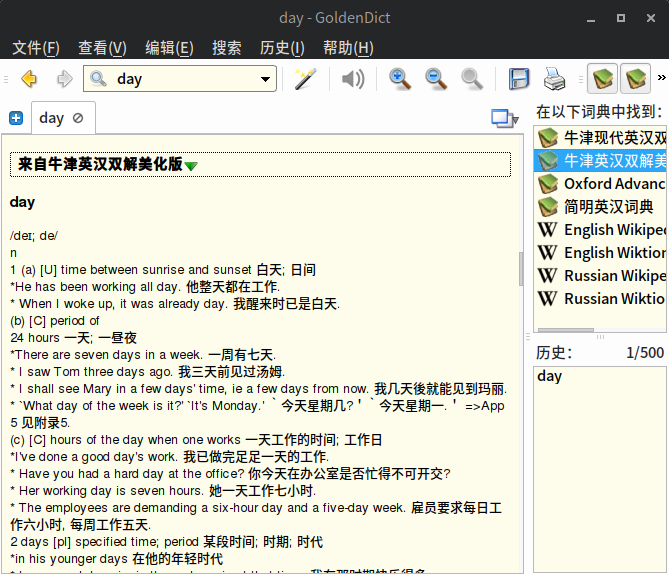 day - GoldenDict
文件(F) 查看(V) 编辑(E) 搜索 历史(I) 帮助(H)
day
day
来自牛津英汉双解美化版
day
/deɪ; de/
n
1 (a) [U] time between sunrise and sunset 白天; 日间
*He has been working all day. 他整天都在工作.
* When I woke up, it was already day. 我醒来时已是白天.
(b) [C] period of
24 hours 一天; 一昼夜
*There are seven days in a week. 一周有七天.
* I saw Tom three days ago. 我三天前见过汤姆.
* I shall see Mary in a few days' time, ie a few days from now. 我几天後就能见到玛丽.
* `What day of the week is it?' `It's Monday.' ｀今天星期几?＇｀今天星期一.＇ =>App
5 见附录5.
(c) [C] hours of the day when one works 一天工作的时间; 工作日
*I've done a good day's work. 我已做完足足一天的工作.
* Have you had a hard day at the office? 你今天在办公室是否忙得不可开交?
* Her working day is seven hours. 她一天工作七小时.
* The employees are demanding a six-hour day and a five-day week. 雇员要求每日工
作六小时, 每周工作五天.
2 days [pl] specified time; period 某段时间; 时期; 时代
*in his younger days 在他的年轻时代
在以下词典中找到：
牛津现代英汉双
牛津英汉双解美
Oxford Advanc
简明英汉词典
English Wikiped
English Wiktion
Russian Wikipe
Russian Wiktio
历史： 1/500
day